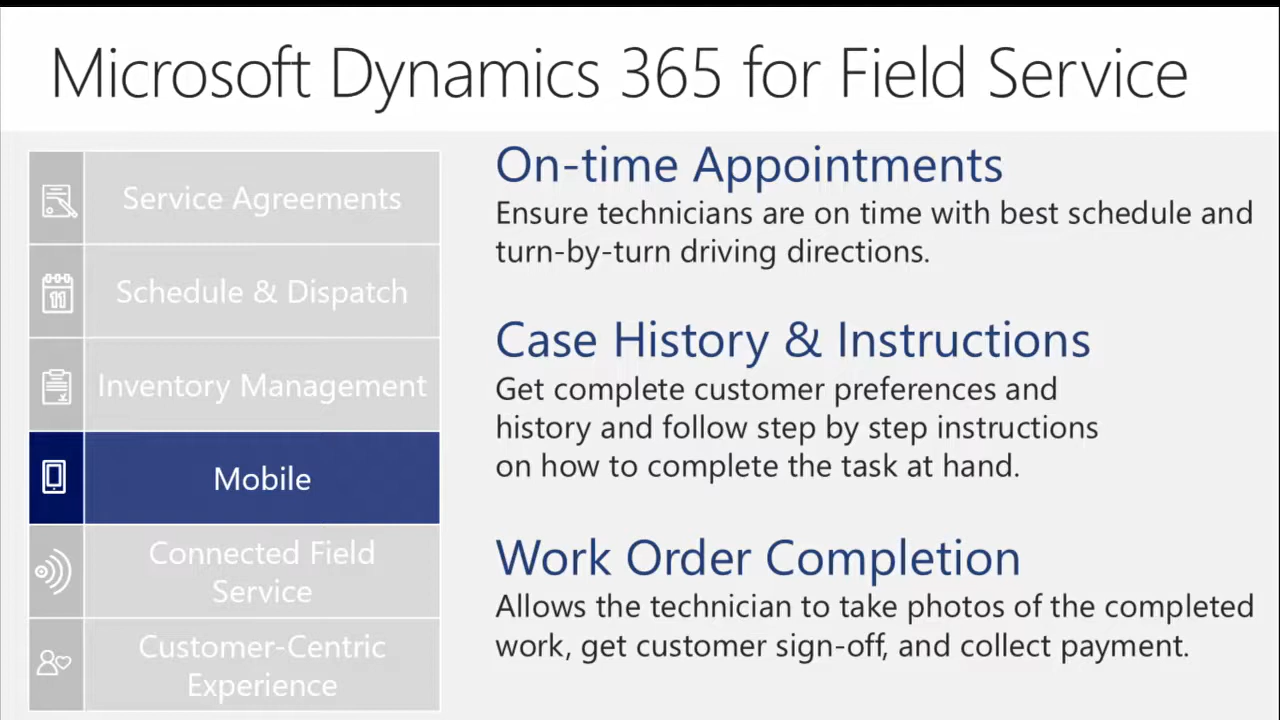 Microsoft Dynamics 365 for Field Service
Service Agreements
11
Schedule & Dispatch
Inventory Management
Mobile
Connected Field
Service
Customer-Centric
Experience
On-time Appointments
Ensure technicians are on time with best schedule and
turn-by-turn driving directions.
Case History & Instructions
Get complete customer preferences and
history and follow step by step instructions
on how to complete the task at hand.
Work Order Completion
Allows the technician to take photos of the completed
work, get customer sign-off, and collect payment.